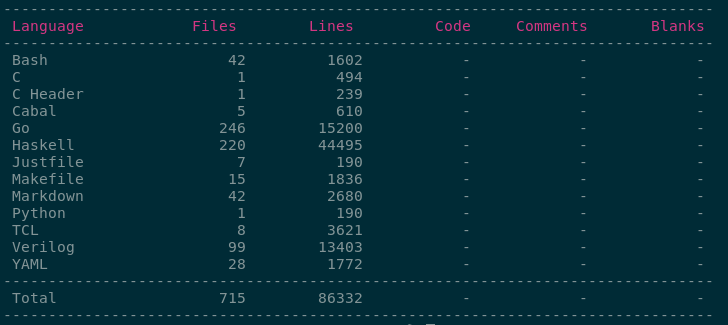 --------------------------------------------------------------------------------
Language Files Lines Code Comments Blanks
--------------------------------------------------------------------------------
Bash 42 1602 - - -
C 1 494 - - -
C Header 1 239 - - -
Cabal 5 610 - - -
Go 246 15200 - - -
Haskell 220 44495 - - -
Justfile 7 190 - - -
Makefile 15 1836 - - -
Markdown 42 2680 - - -
Python 1 190 - - -
TCL 8 3621 - - -
Verilog 99 13403 - - -
YAML 28 1772 - - -
--------------------------------------------------------------------------------
Total 715 86332 - - -
--------------------------------------------------------------------------------